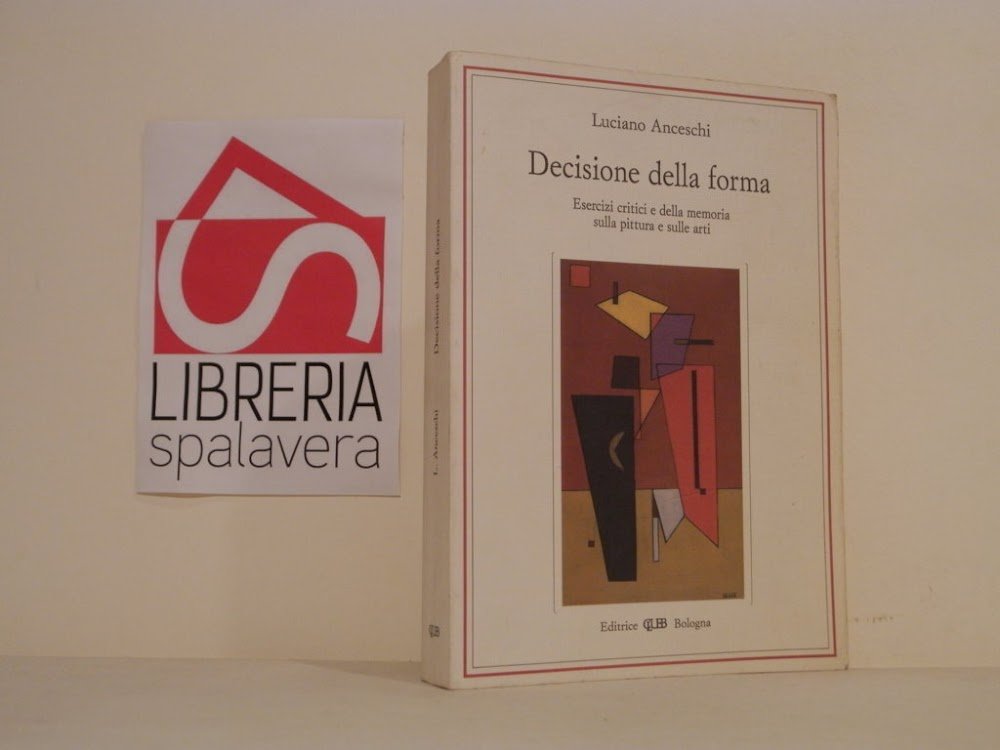 LIBRERIA
spalavera
L. Anceschi Decisione della forma
CLUEB
Luciano Anceschi
Decisione della forma
Esercizi critici e della memoria
sulla pittura e sulle arti
Editrice CLUEB Bologna